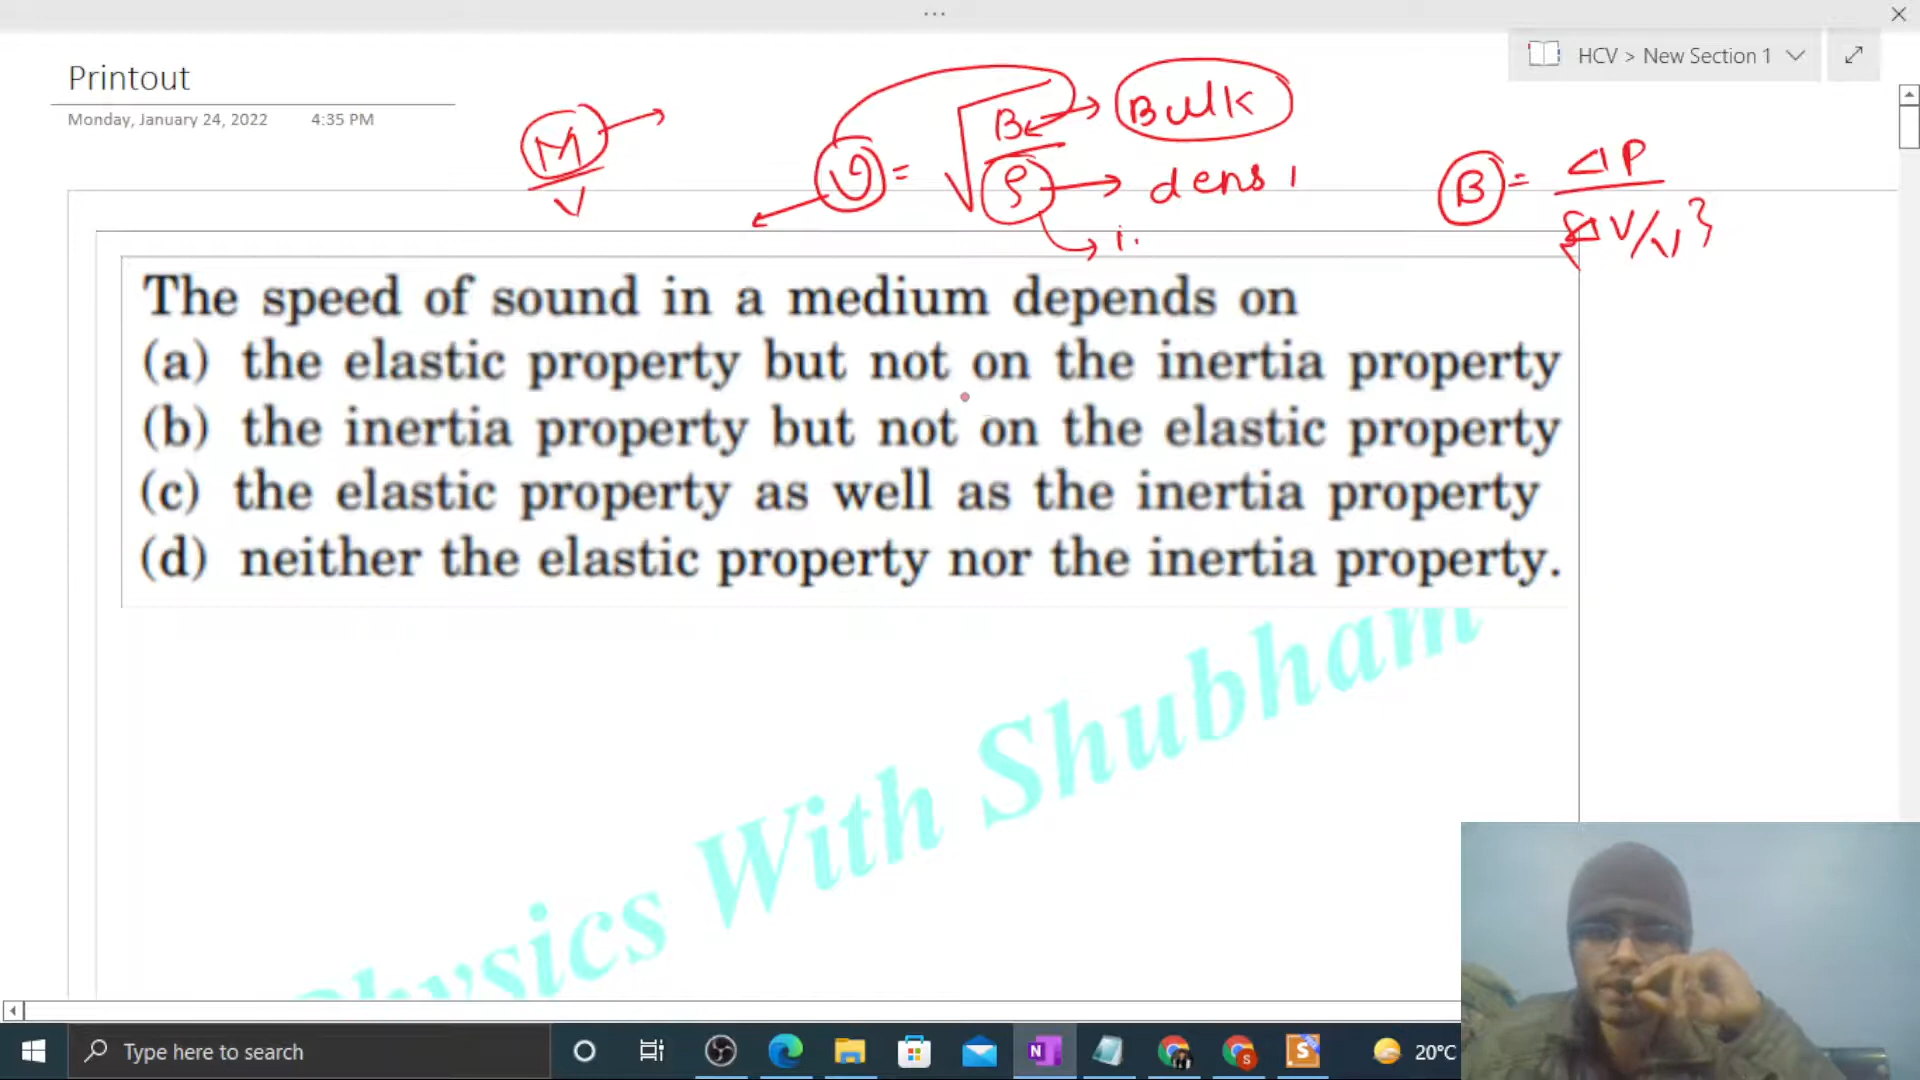 HCV > New Section 1
Printout
Monday, January 24, 2022 4:35 PM
M
V
v = √ B
ρ
Bulk
dens i
i.
B = ΔP
{ΔV/V}
The speed of sound in a medium depends on
(a) the elastic property but not on the inertia property
(b) the inertia property but not on the elastic property
(c) the elastic property as well as the inertia property
(d) neither the elastic property nor the inertia property.
Physics With Shubham
Type here to search
20°C